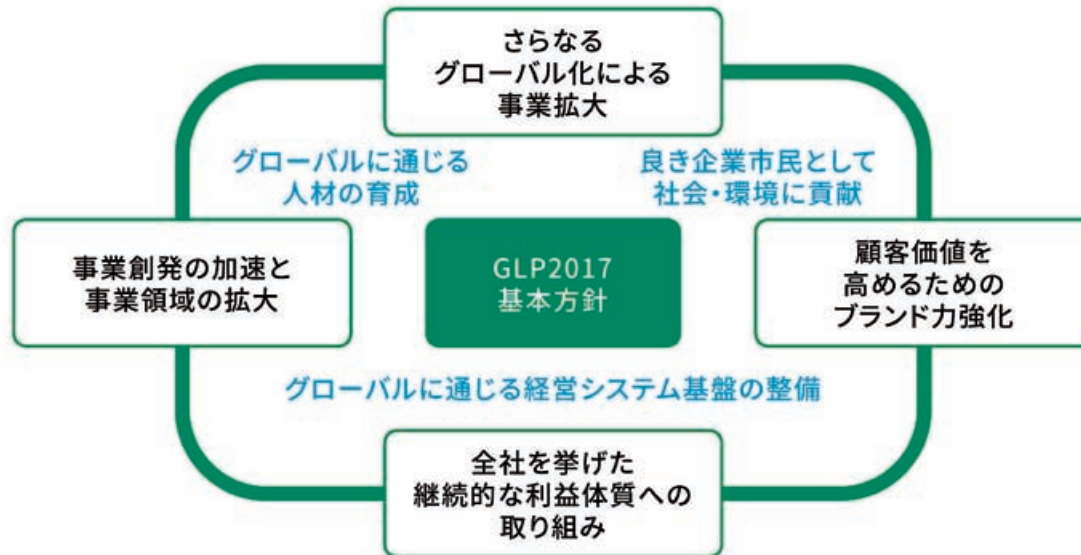 さらなる
グローバル化による
事業拡大
グローバルに通じる
人材の育成
良き企業市民として
社会・環境に貢献
事業創発の加速と
事業領域の拡大
GLP2017
基本方針
顧客価値を
高めるための
ブランド力強化
グローバルに通じる経営システム基盤の整備
全社を挙げた
継続的な利益体質への
取り組み